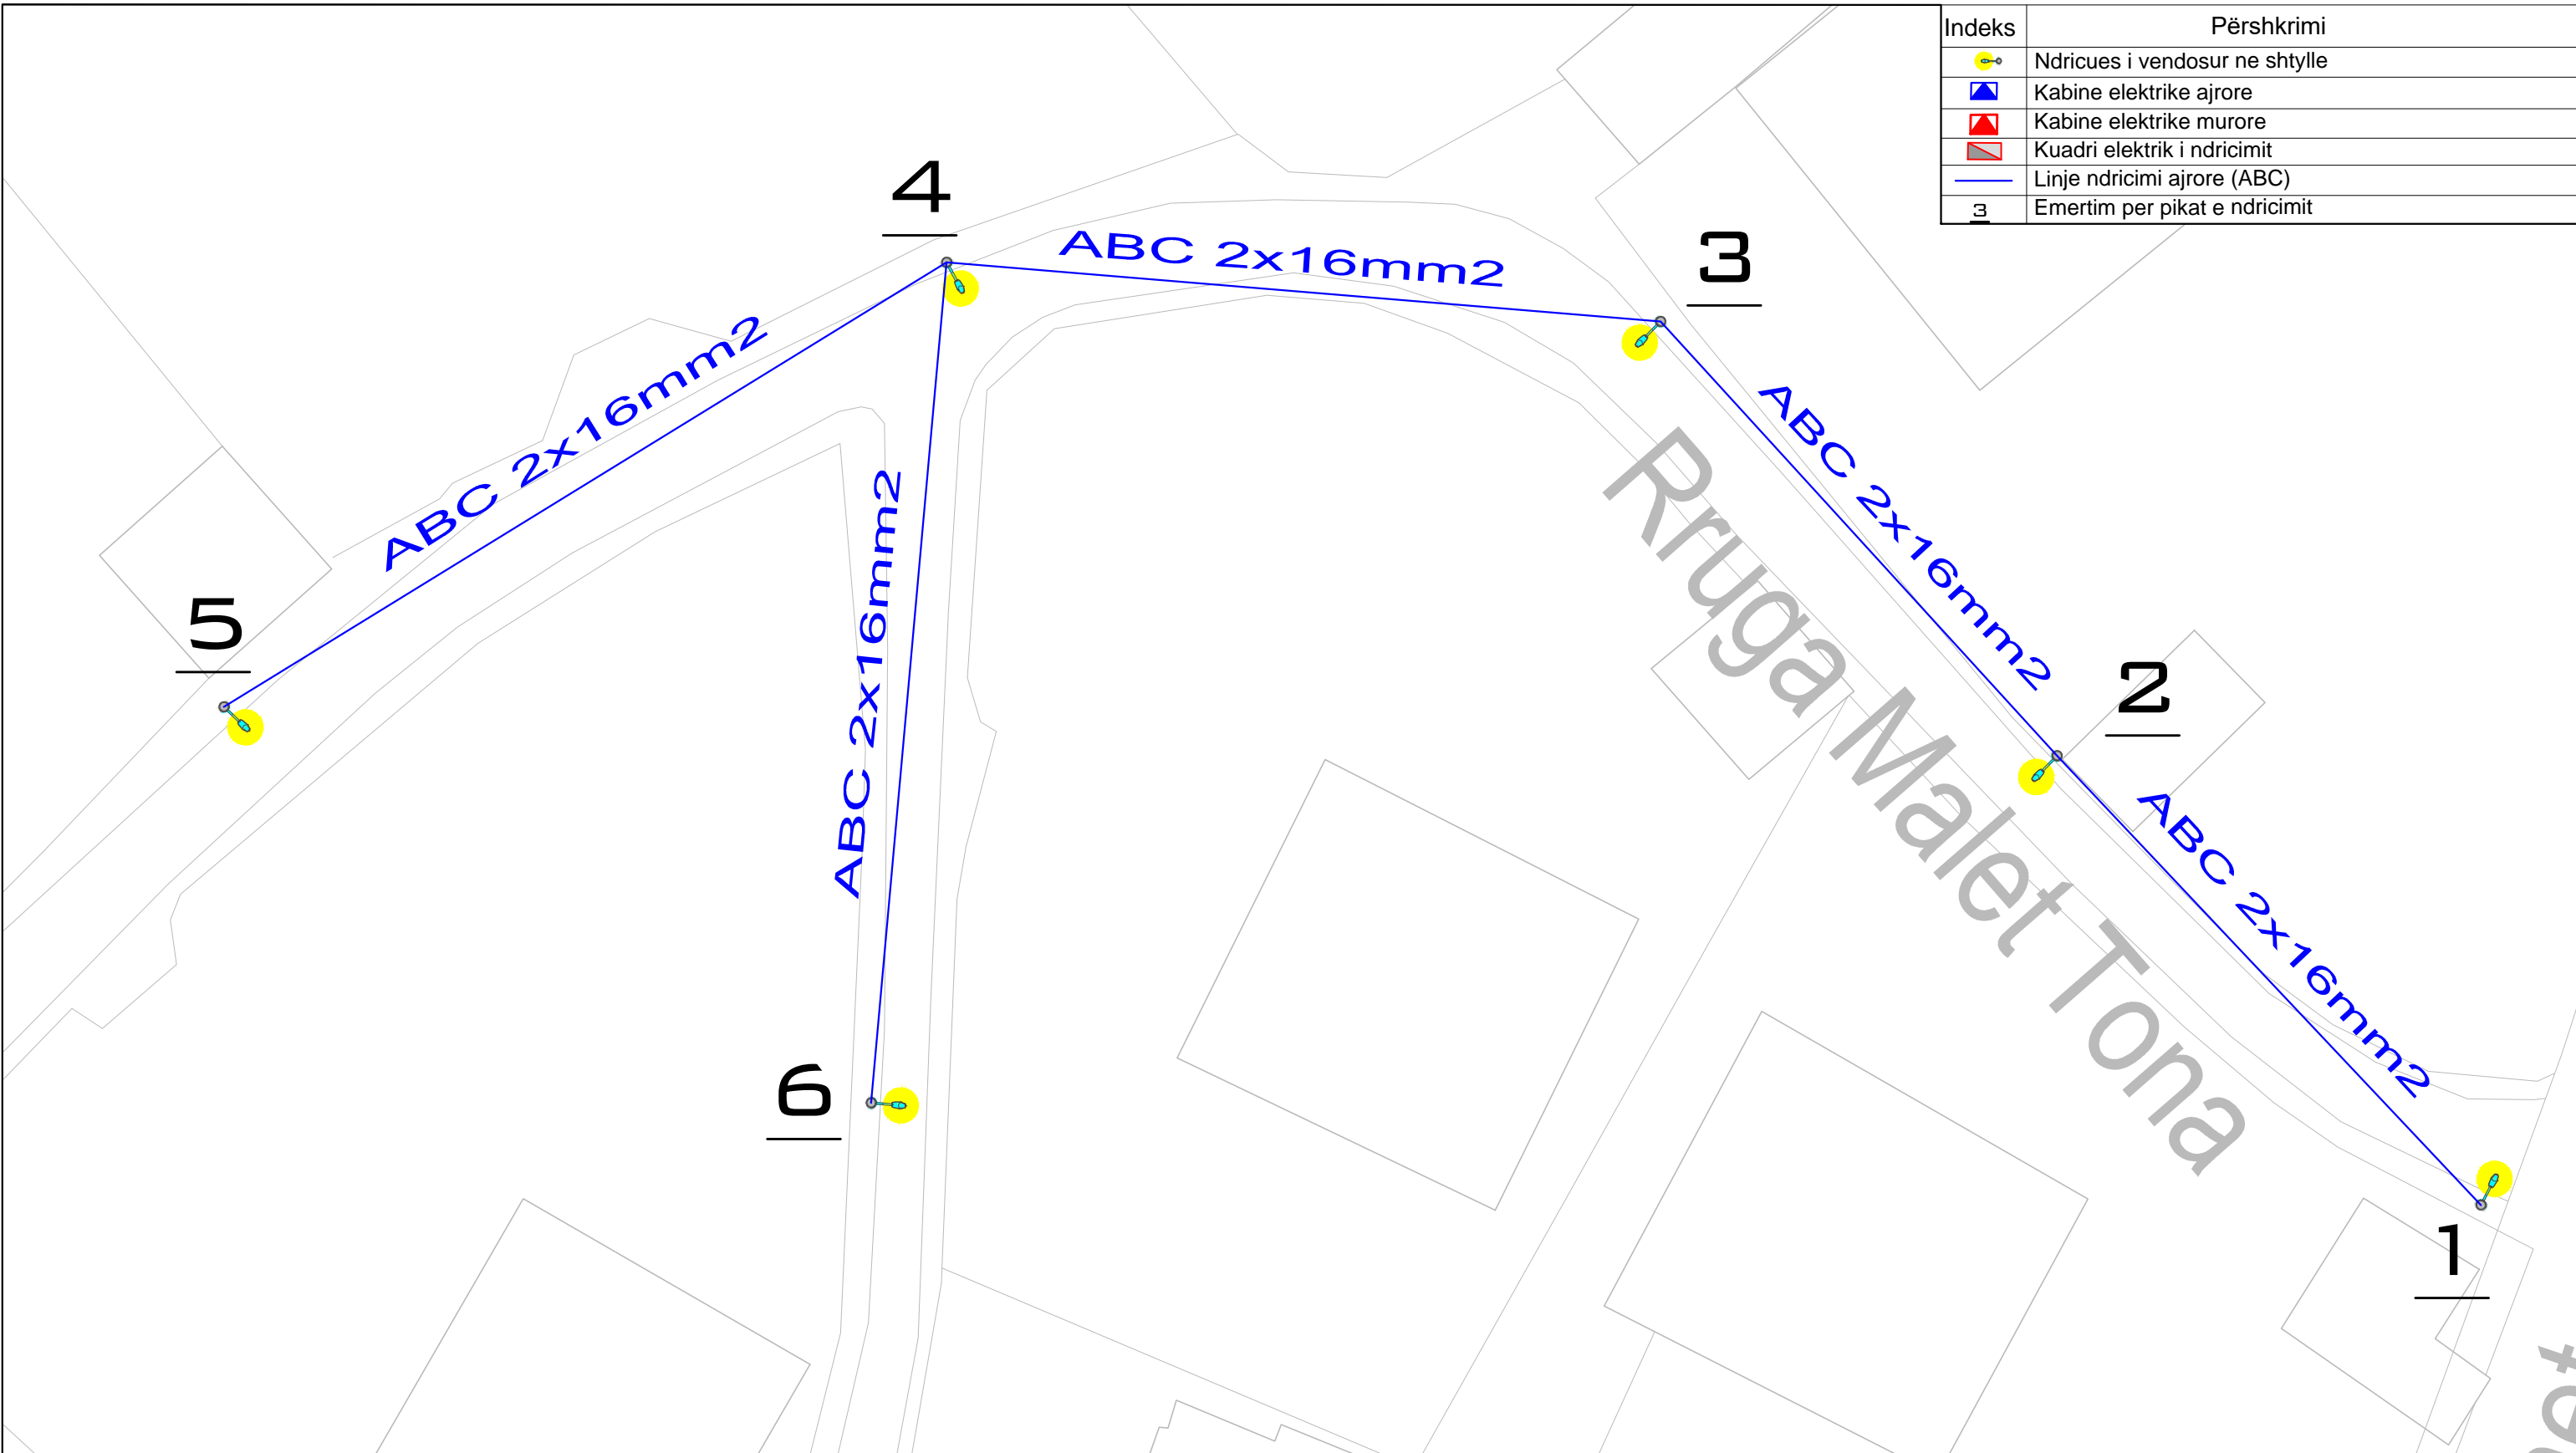 Indeks Përshkrimi
Ndricues i vendosur ne shtylle
Kabine elektrike ajrore
Kabine elektrike murore
Kuadri elektrik i ndricimit
Linje ndricimi ajrore (ABC)
3 Emertim per pikat e ndricimit
4
ABC 2x16mm2
3
ABC 2x16mm2
ABC 2x16mm2
5
ABC 2x16mm2
Rruga Malet Tona
2
ABC 2x16mm2
6
1